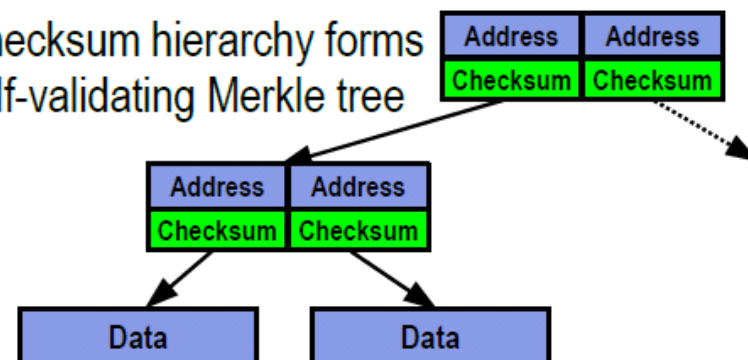 hecksum hierarchy forms
lf-validating Merkle tree
Address Address
Checksum Checksum
Address Address
Checksum Checksum
Data Data